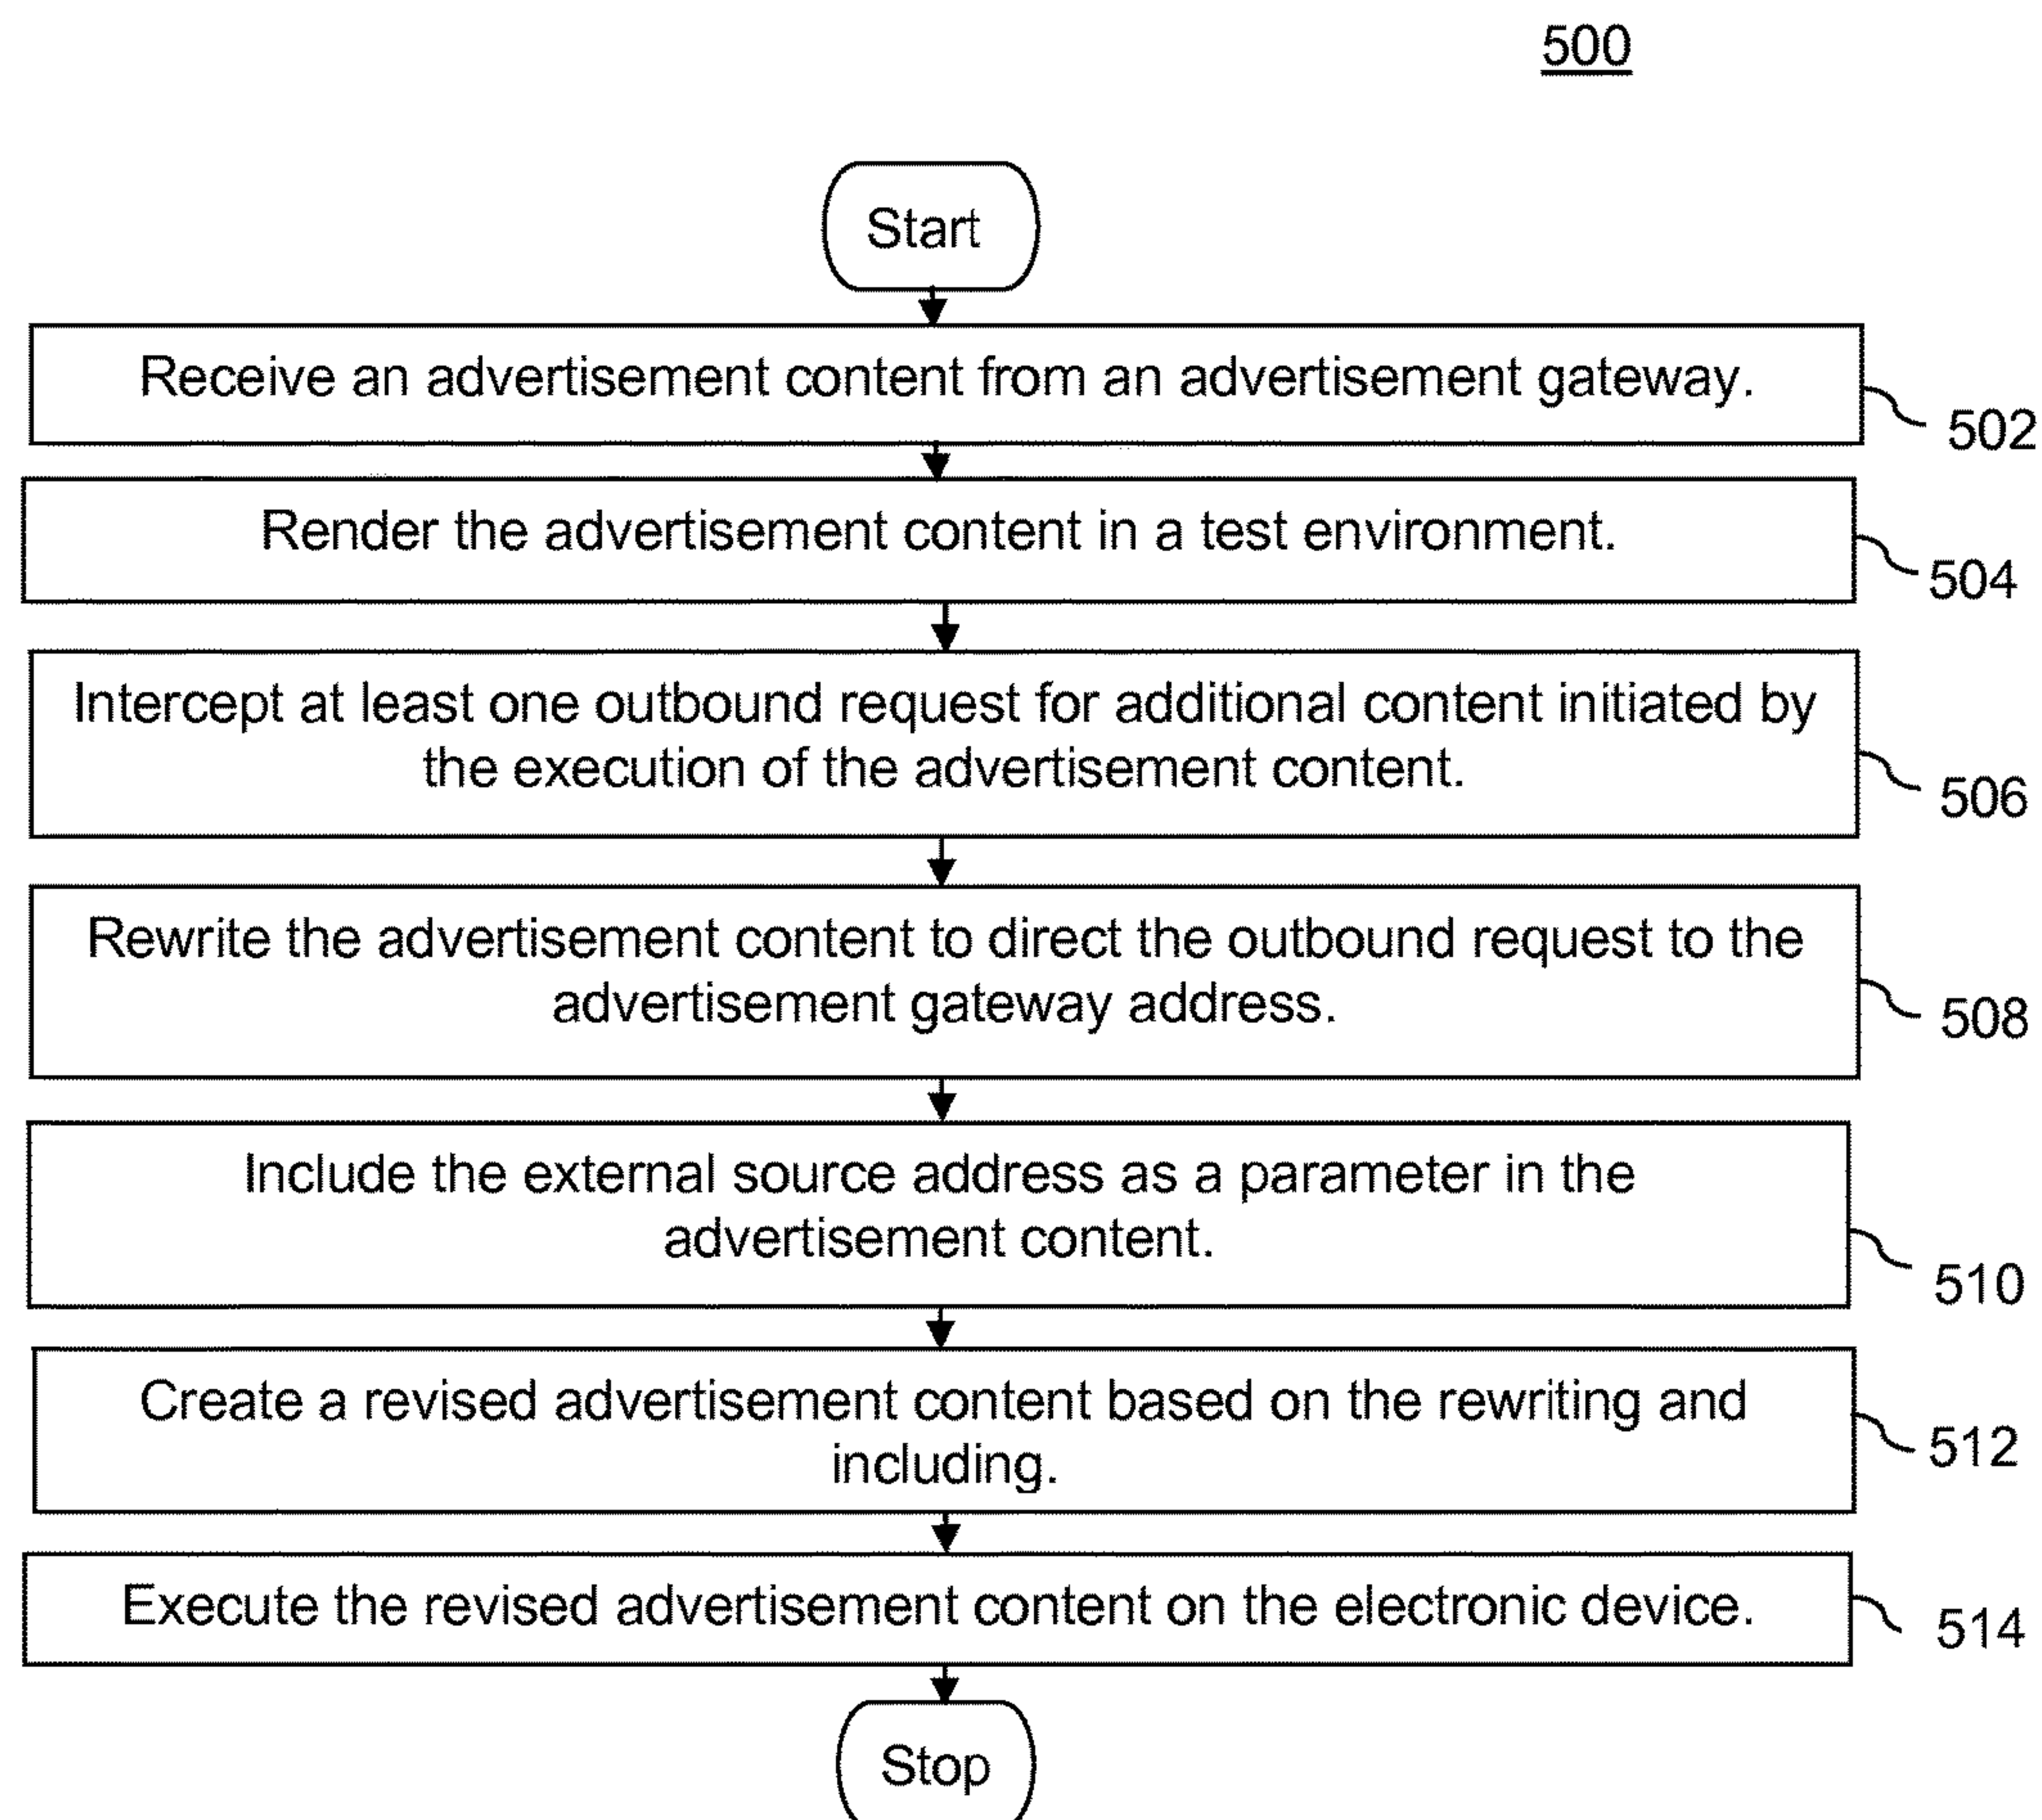 500
Start
Receive an advertisement content from an advertisement gateway.
502
Render the advertisement content in a test environment.
504
Intercept at least one outbound request for additional content initiated by
the execution of the advertisement content.
506
Rewrite the advertisement content to direct the outbound request to the
advertisement gateway address.
508
Include the external source address as a parameter in the
advertisement content.
510
Create a revised advertisement content based on the rewriting and
including.
512
Execute the revised advertisement content on the electronic device.
514
Stop